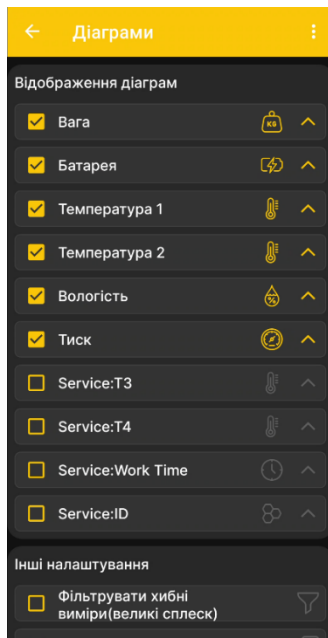 Діаграми
Відображення діаграм
Вага
KG
Батарея
Температура 1
Температура 2
Вологість
%
Тиск
Service:T3
Service:T4
Service:Work Time
Service:ID
Інші налаштування
Фільтрувати хибні
виміри(великі сплеск)